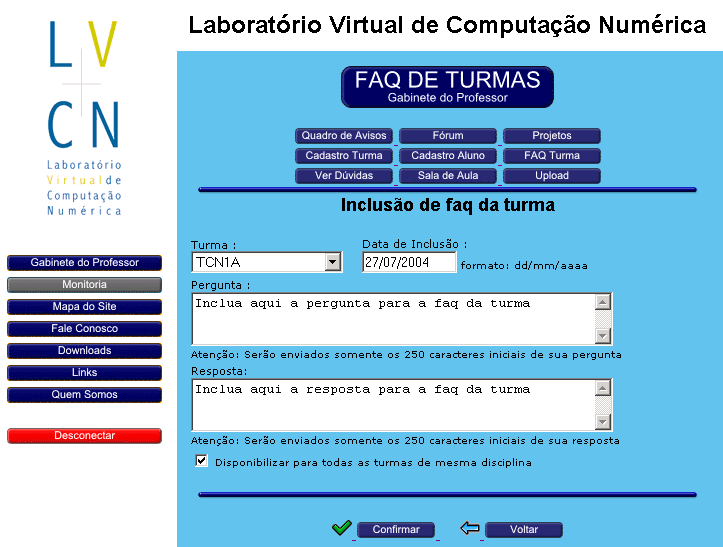 LV
CN
Laboratório
Virtual de
Computação
Numérica
Laboratório Virtual de Computação Numérica
FAQ DE TURMAS
Gabinete do Professor
Quadro de Avisos Fórum Projetos
Cadastro Turma Cadastro Aluno FAQ Turma
Ver Dúvidas Sala de Aula Upload
Inclusão de faq da turma
Gabinete do Professor
Monitoria
Mapa do Site
Fale Conosco
Downloads
Links
Quem Somos
Desconectar
Turma : Data de Inclusão :
TCN1A 27/07/2004 formato: dd/mm/aaaa
Pergunta :
Inclua aqui a pergunta para a faq da turma
Atenção: Serão enviados somente os 250 caracteres iniciais de sua pergunta
Resposta:
Inclua aqui a resposta para a faq da turma
Atenção: Serão enviados somente os 250 caracteres iniciais de sua resposta
Disponibilizar para todas as turmas de mesma disciplina
Confirmar Voltar